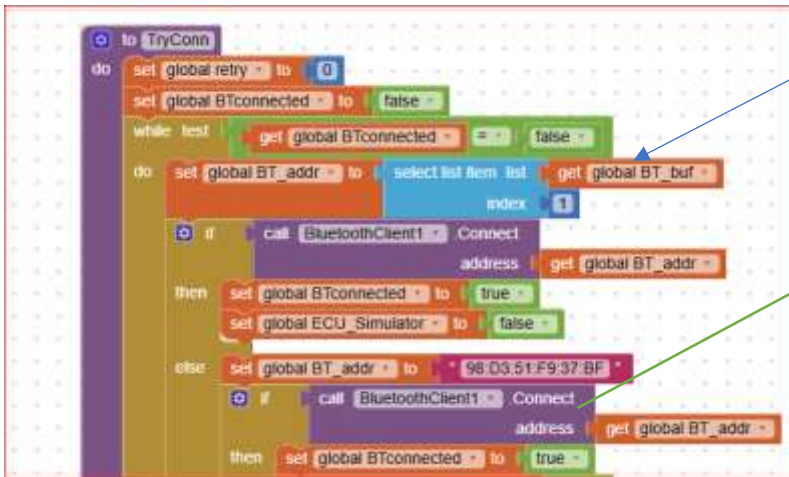 to TryConn
do set global retry to 0
set global BTconnected to false
while test get global BTconnected = false
do set global BT_addr to select list item list get global BT_buf
index 1
if call BluetoothClient1 .Connect
address get global BT_addr
then set global BTconnected to true
set global ECU_Simulator to false
else set global BT_addr to " 98:D3:51:F9:37:BF "
if call BluetoothClient1 .Connect
address get global BT_addr
then set global BTconnected to true